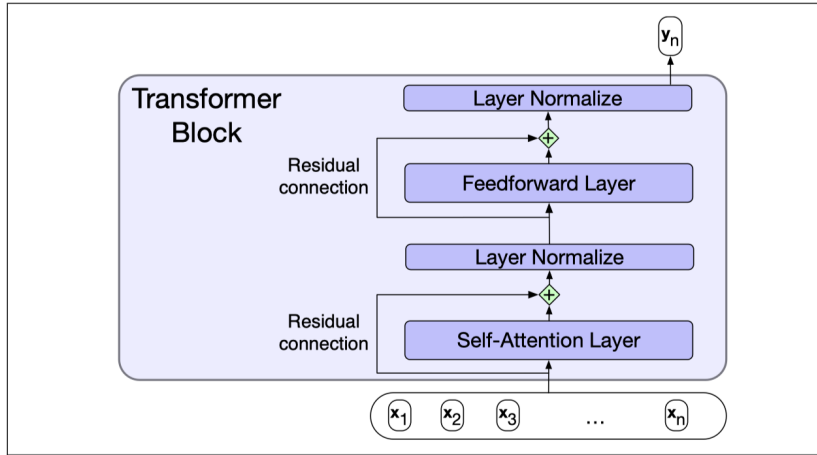 yn
Transformer
Block
Layer Normalize
+
Residual
connection
Feedforward Layer
Layer Normalize
+
Residual
connection
Self-Attention Layer
x1 x2 x3 ... xn